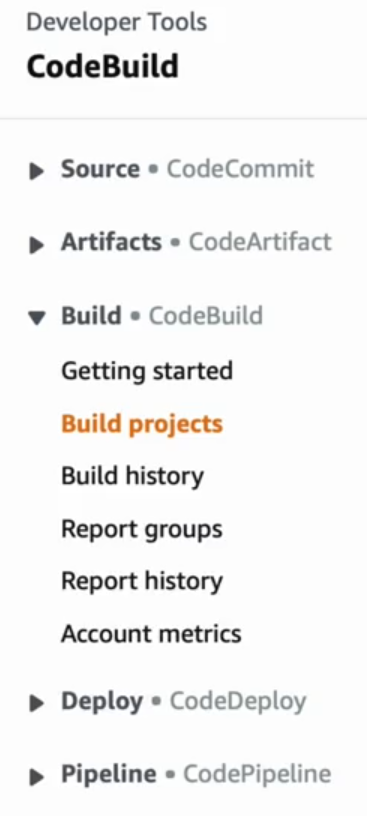 Developer Tools
CodeBuild
Source • CodeCommit
Artifacts • CodeArtifact
Build • CodeBuild
Getting started
Build projects
Build history
Report groups
Report history
Account metrics
Deploy • CodeDeploy
Pipeline • CodePipeline